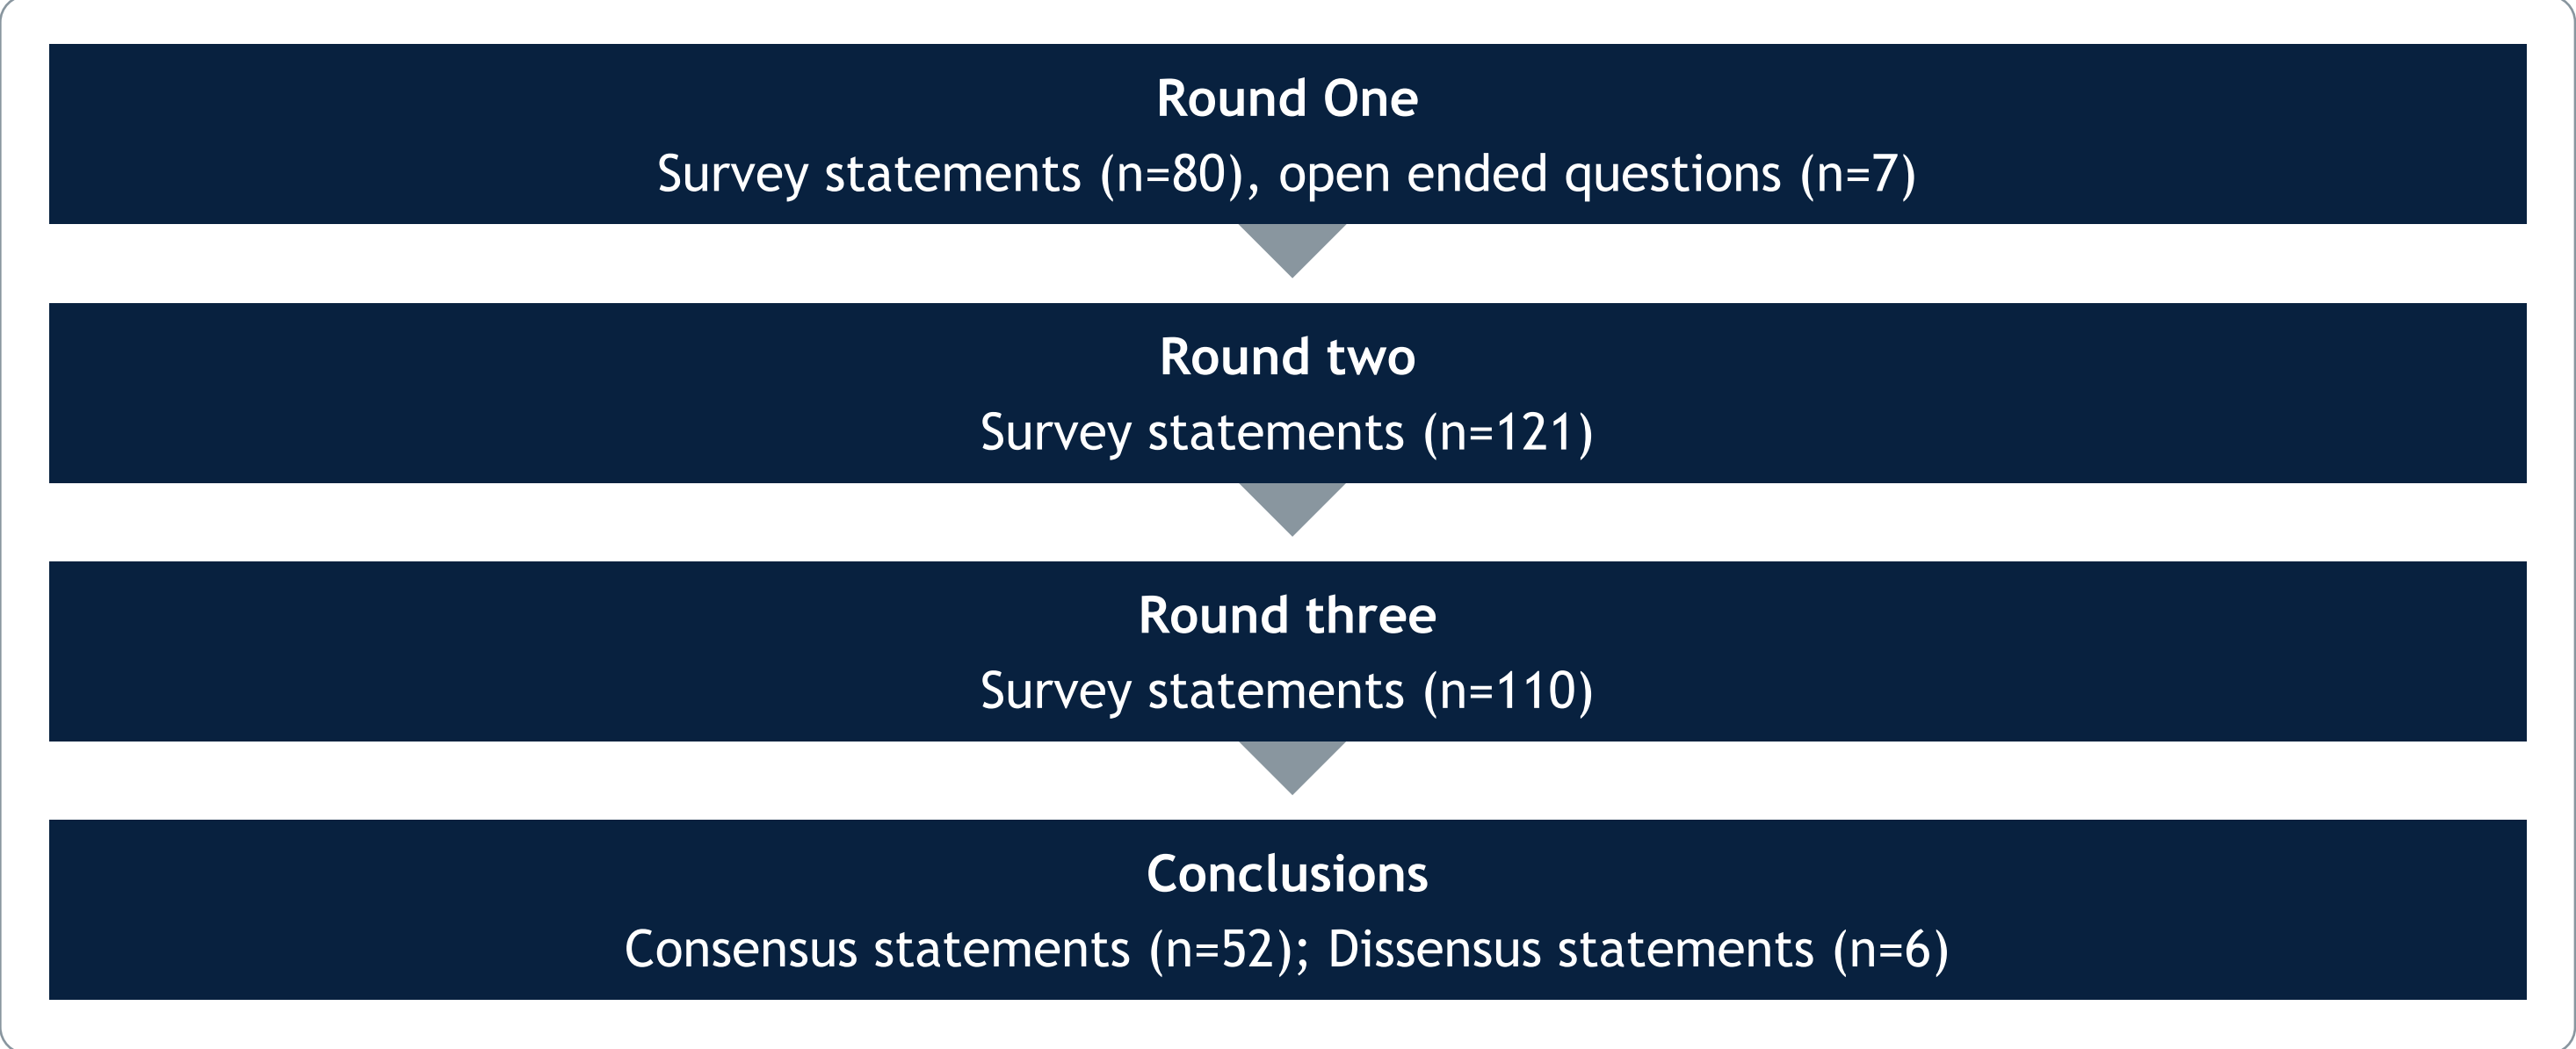 Round One
Survey statements (n=80), open ended questions (n=7)
Round two
Survey statements (n=121)
Round three
Survey statements (n=110)
Conclusions
Consensus statements (n=52); Dissensus statements (n=6)